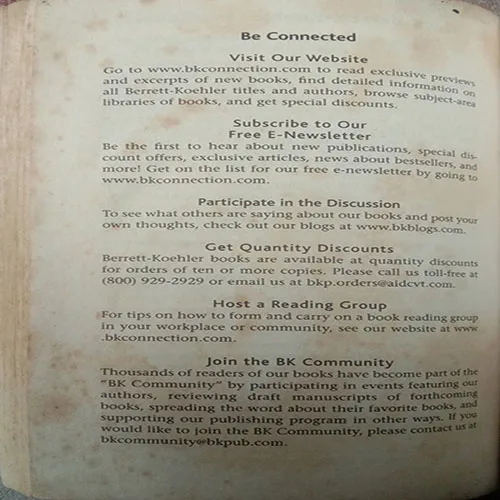 Be Connected
Visit Our Website
Go to www.bkconnection.com to read exclusive previews
and excerpts of new books, find detailed information on
all Berrett-Koehler titles and authors, browse subject-area
libraries of books, and get special discounts.
Subscribe to Our
Free E-Newsletter
Be the first to hear about new publications, special dis-
count offers, exclusive articles, news about bestsellers, and
more! Get on the list for our free e-newsletter by going to
www.bkconnection.com.
Participate in the Discussion
To see what others are saying about our books and post your
own thoughts, check out our blogs at www.bkblogs.com.
Get Quantity Discounts
Berrett-Koehler books are available at quantity discounts
for orders of ten or more copies. Please call us toll-free at
(800) 929-2929 or email us at bkp.orders@aidcvt.com.
Host a Reading Group
For tips on how to form and carry on a book reading group
in your workplace or community, see our website at www
.bkconnection.com.
Join the BK Community
Thousands of readers of our books have become part of the
"BK Community" by participating in events featuring our
authors, reviewing draft manuscripts of forthcoming
books, spreading the word about their favorite books, and
supporting our publishing program in other ways. If you
would like to join the BK Community, please contact us at
bkcommunity@bkpub.com.